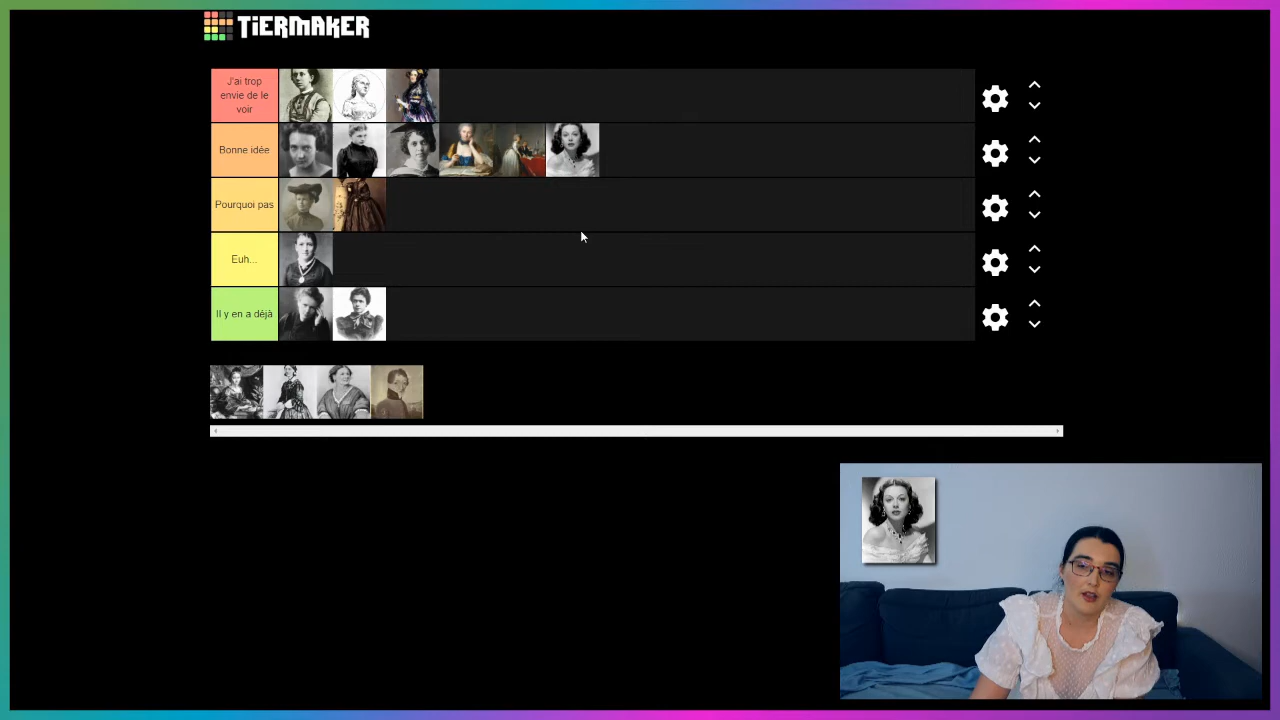 TiERMAKER
J'ai trop
envie de le
voir
Bonne idée
Pourquoi pas
Euh...
Il y en a déjà